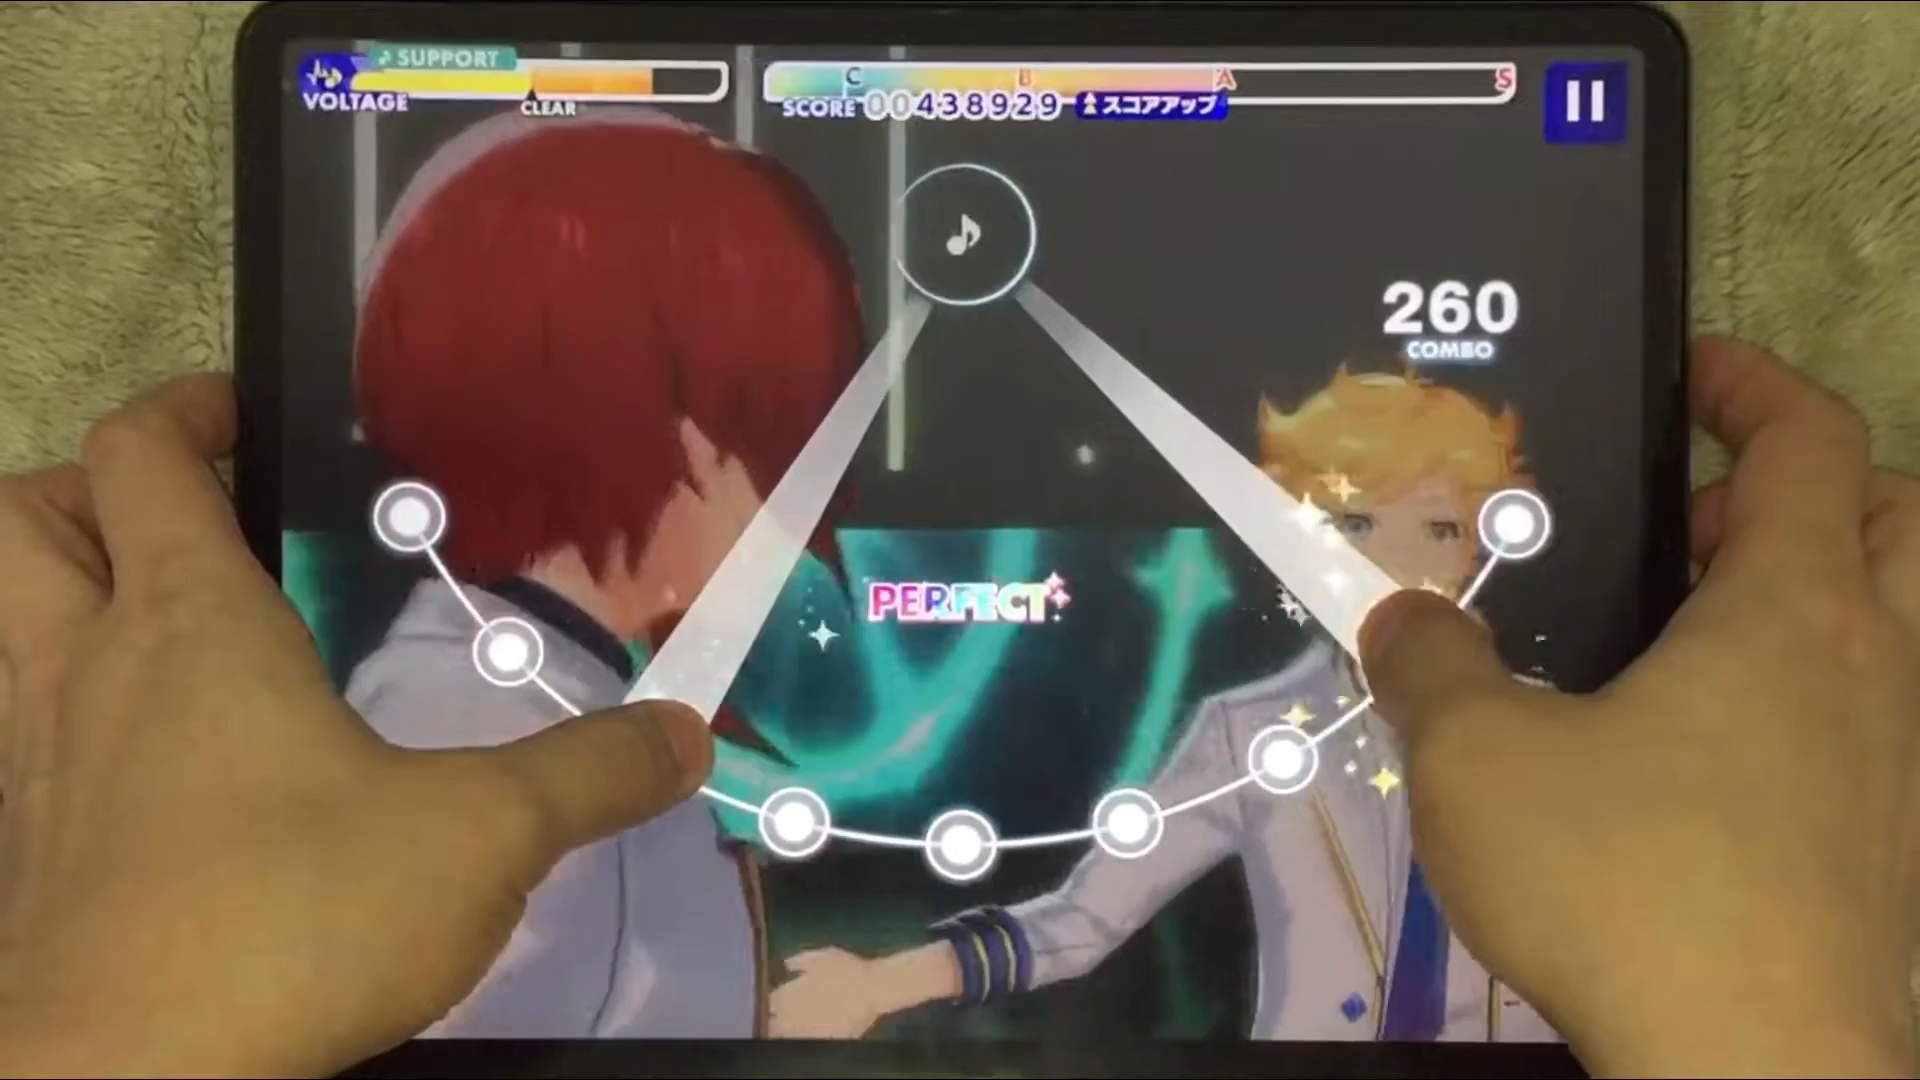 SUPPORT
VOLTAGE
CLEAR
C B A S
SCORE 00438929 スコアアップ
260
COMBO
PERFECT